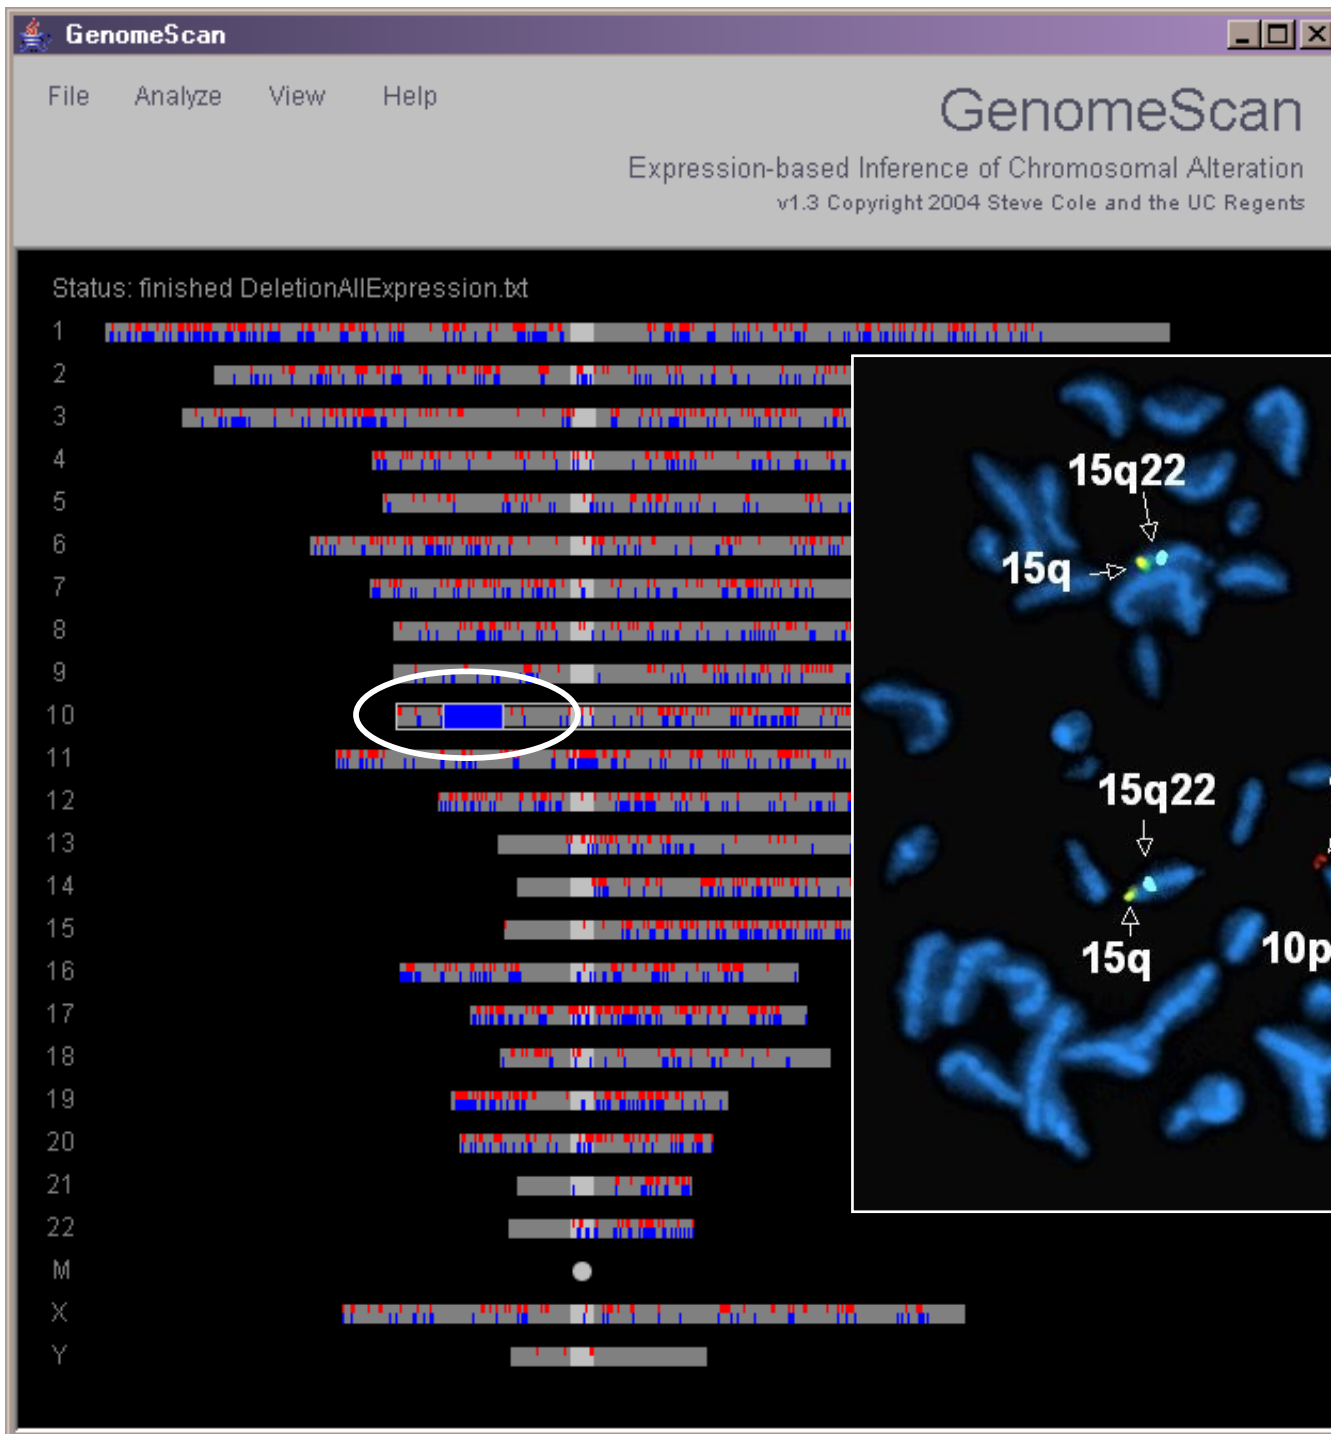 GenomeScan
File Analyze View Help
GenomeScan
Expression-based Inference of Chromosomal Alteration
v1.3 Copyright 2004 Steve Cole and the UC Regents
Status: finished DeletionAllExpression.txt
1
2
3
4
5
6
7
8
9
10
11
12
13
14
15
16
17
18
19
20
21
22
M
X
Y
15q22
15q
15q22
15q
10p